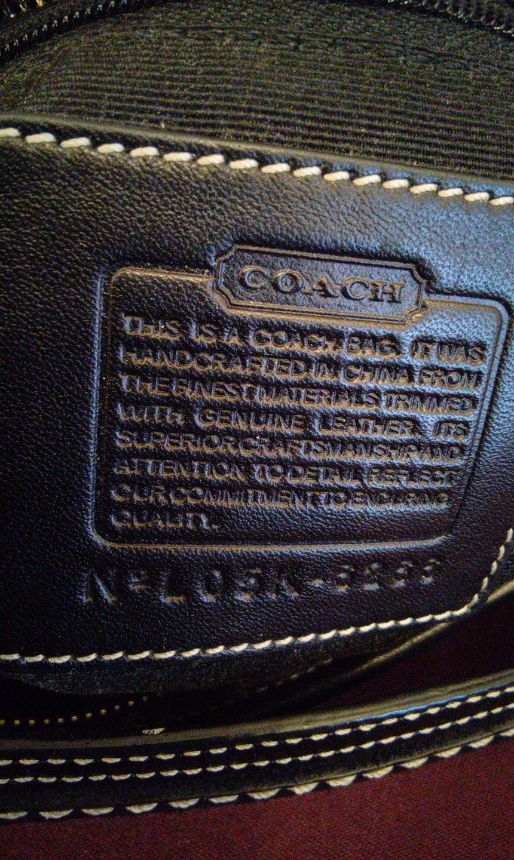 COACH
THIS IS A COACH BAG. IT WAS
HANDCRAFTED IN CHINA FROM
THE FINEST MATERIALS TRIMMED
WITH GENUINE LEATHER. ITS
SUPERIOR CRAFTSMANSHIP AND
ATTENTION TO DETAIL REFLECT
OUR COMMITMENT TO ENDURING
QUALITY.
Nº